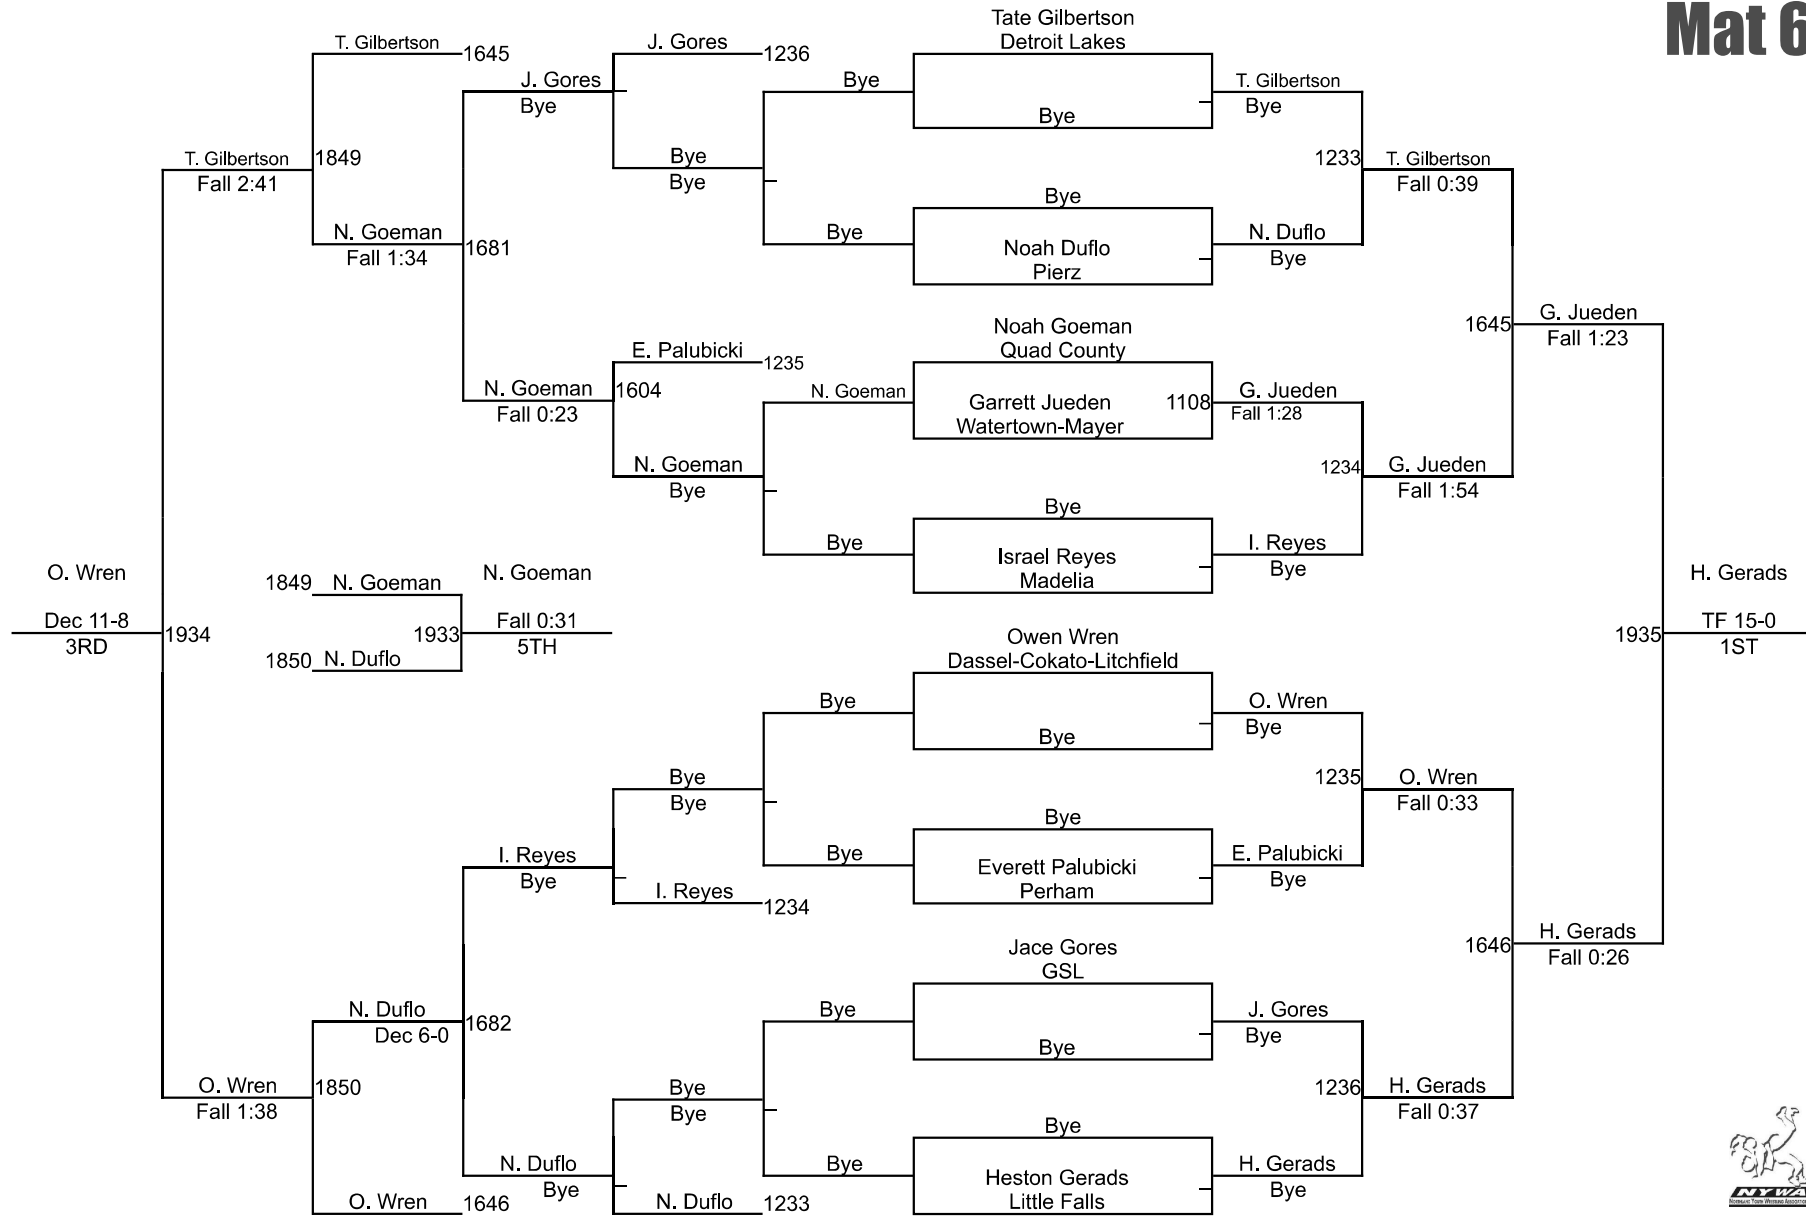 Mat 6
Tate Gilbertson
Detroit Lakes
T. Gilbertson
1645
J. Gores
1236
J. Gores
Bye
Bye
Bye
T. Gilbertson
Bye
T. Gilbertson
Fall 2:41
1849
Bye
Bye
1233
T. Gilbertson
Fall 0:39
Bye
N. Goeman
Fall 1:34
1681
Bye
Noah Duflo
Pierz
N. Duflo
Bye
Noah Goeman
Quad County
1645
G. Jueden
Fall 1:23
E. Palubicki
1235
N. Goeman
Fall 0:23
1604
N. Goeman
Garrett Jueden
Watertown-Mayer
1108
G. Jueden
Fall 1:28
N. Goeman
Bye
1234
G. Jueden
Fall 1:54
Bye
Bye
Israel Reyes
Madelia
I. Reyes
Bye
O. Wren
Dec 11-8
3RD
1934
1849
N. Goeman
1850
N. Duflo
1933
N. Goeman
Fall 0:31
5TH
H. Gerads
TF 15-0
1ST
1935
Owen Wren
Dassel-Cokato-Litchfield
Bye
Bye
O. Wren
Bye
Bye
Bye
1235
O. Wren
Fall 0:33
Bye
I. Reyes
Bye
Bye
Everett Palubicki
Perham
E. Palubicki
Bye
I. Reyes
1234
1646
H. Gerads
Fall 0:26
Jace Gores
GSL
N. Duflo
Dec 6-0
1682
Bye
Bye
J. Gores
Bye
O. Wren
Fall 1:38
1850
Bye
Bye
1236
H. Gerads
Fall 0:37
Bye
N. Duflo
Bye
Bye
Heston Gerads
Little Falls
H. Gerads
Bye
O. Wren
1646
N. Duflo
1233
NYWA